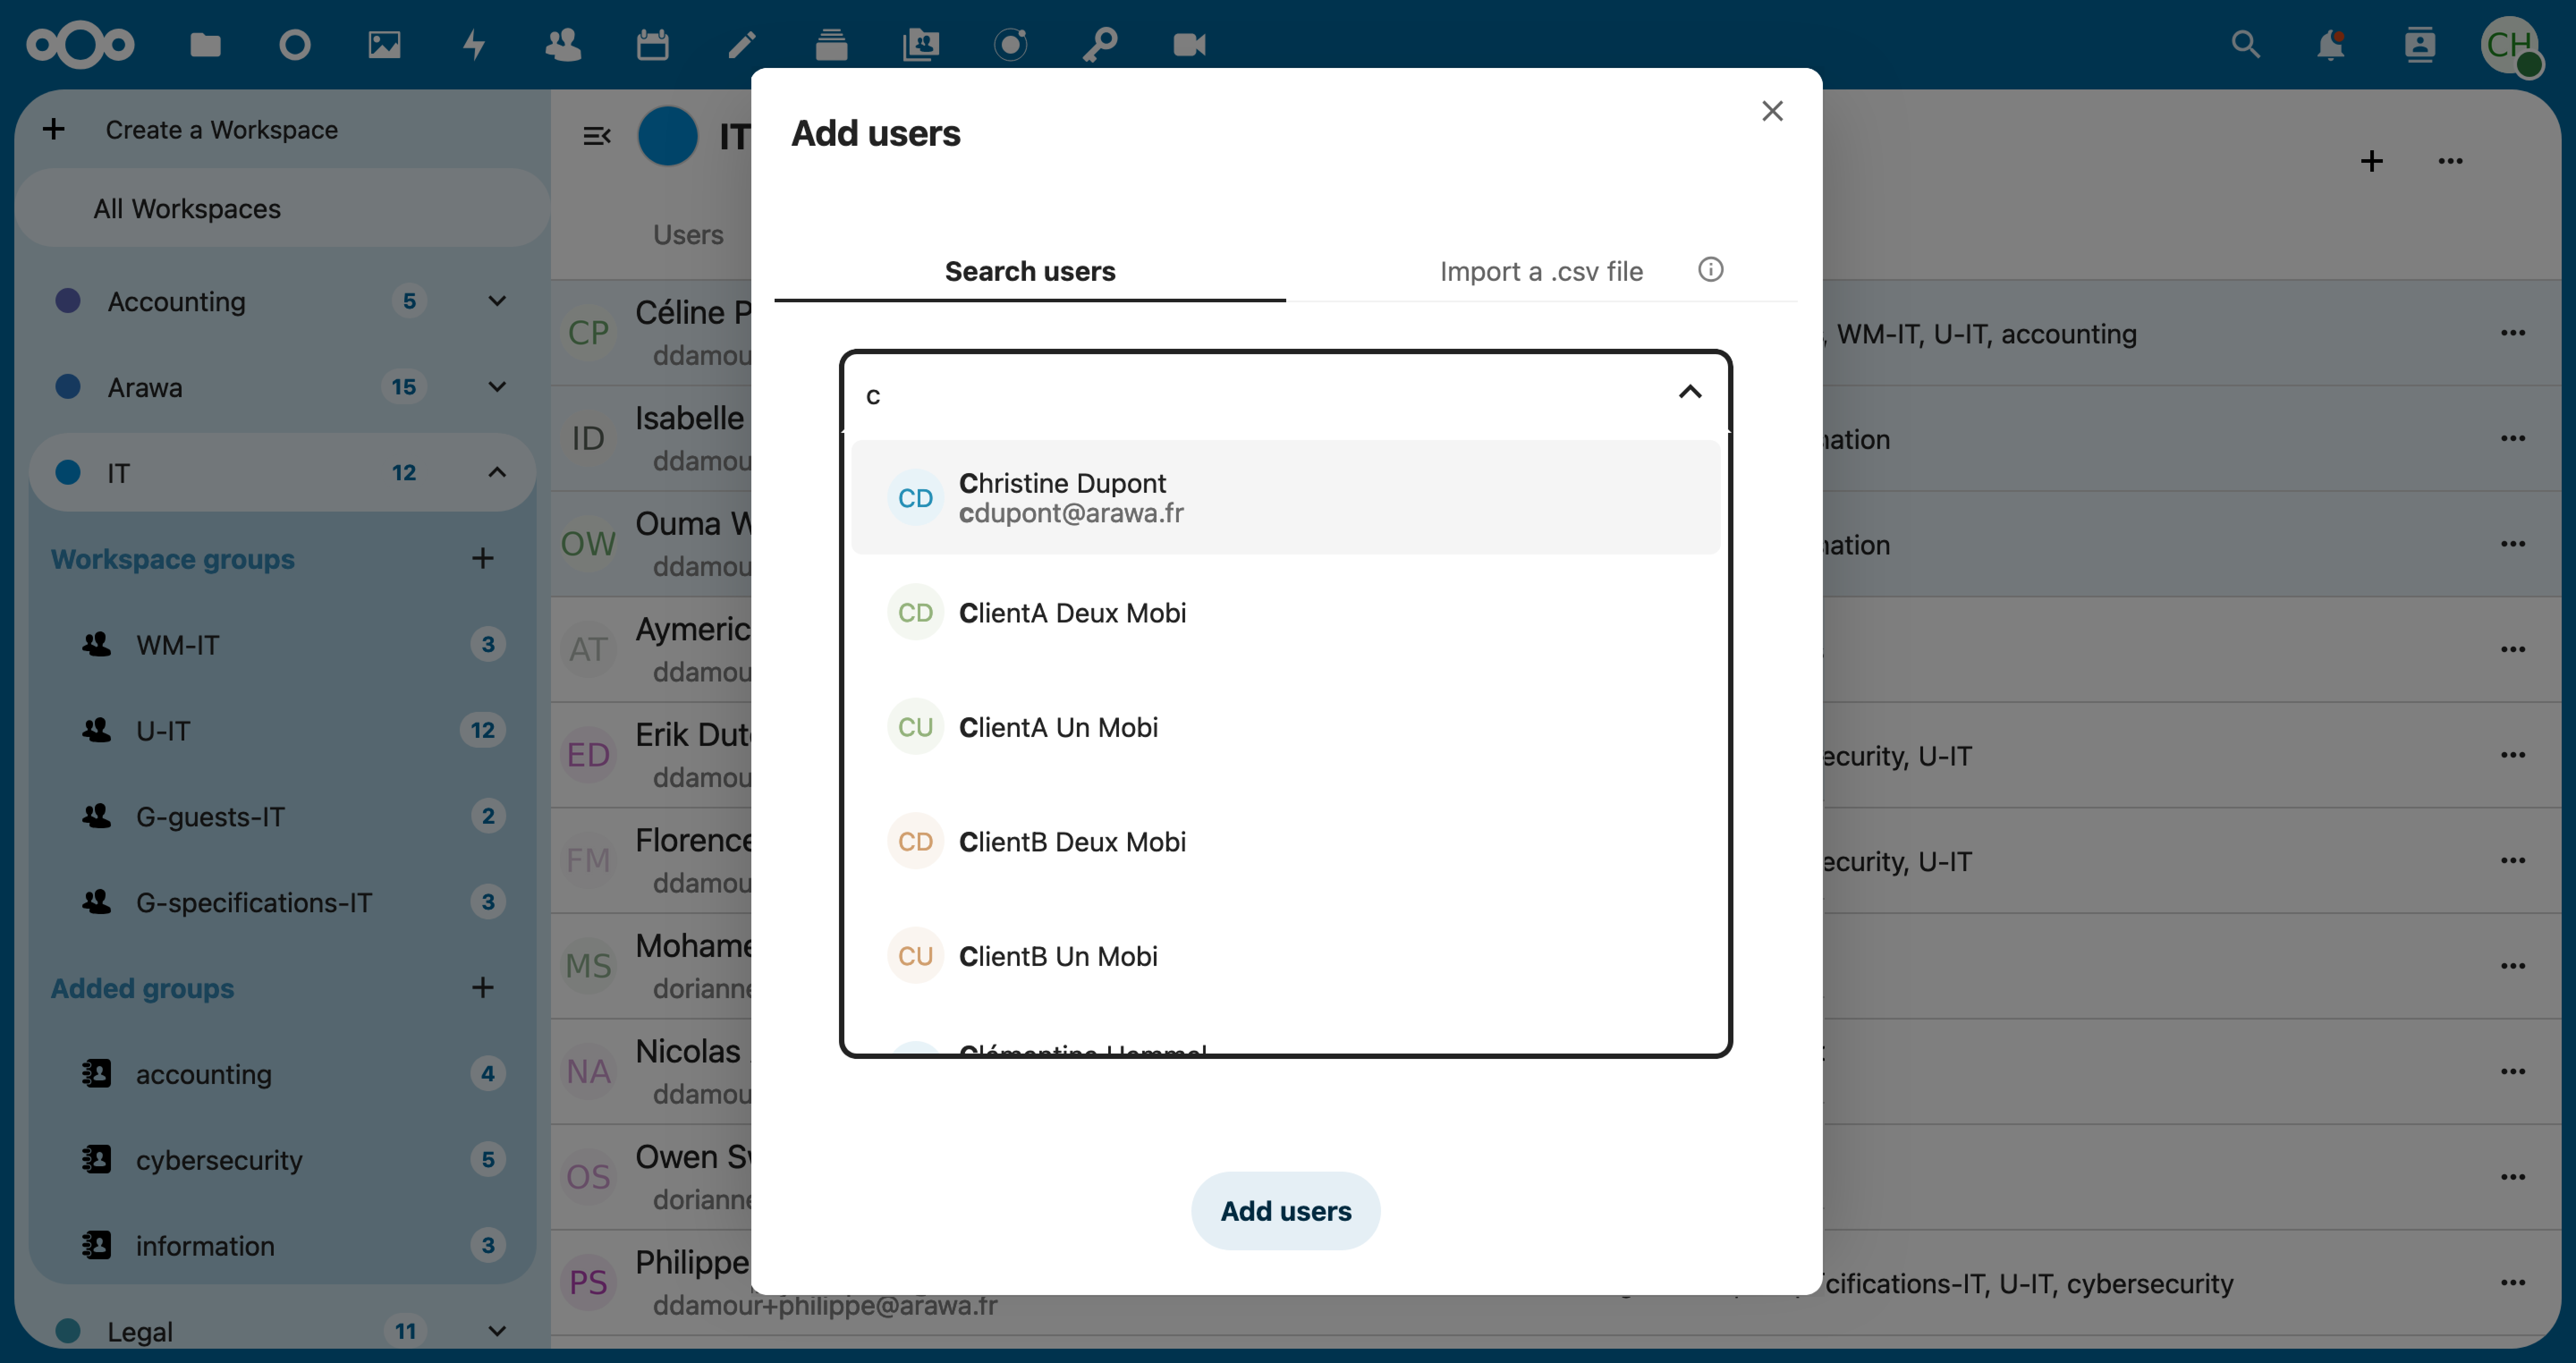 CH
Create a Workspace
All Workspaces
Accounting 5
Arawa 15
IT 12
Workspace groups
WM-IT 3
U-IT 12
G-guests-IT 2
G-specifications-IT 3
Added groups
accounting 4
cybersecurity 5
information 3
Legal 11
IT
Users
CP Céline P
ddamou
, WM-IT, U-IT, accounting
ID Isabelle
ddamou
OW Ouma W
ddamou
AT Aymeric
ddamou
ED Erik Dut
ddamou
ecurity, U-IT
FM Florence
ddamou
ecurity, U-IT
MS Mohame
dorianne
NA Nicolas
ddamou
OS Owen Sw
dorianne
PS Philippe
ddamour+philippe@arawa.fr
cifications-IT, U-IT, cybersecurity
Add users
Search users
Import a .csv file
c
CD Christine Dupont
cdupont@arawa.fr
CD ClientA Deux Mobi
CU ClientA Un Mobi
CD ClientB Deux Mobi
CU ClientB Un Mobi
Add users